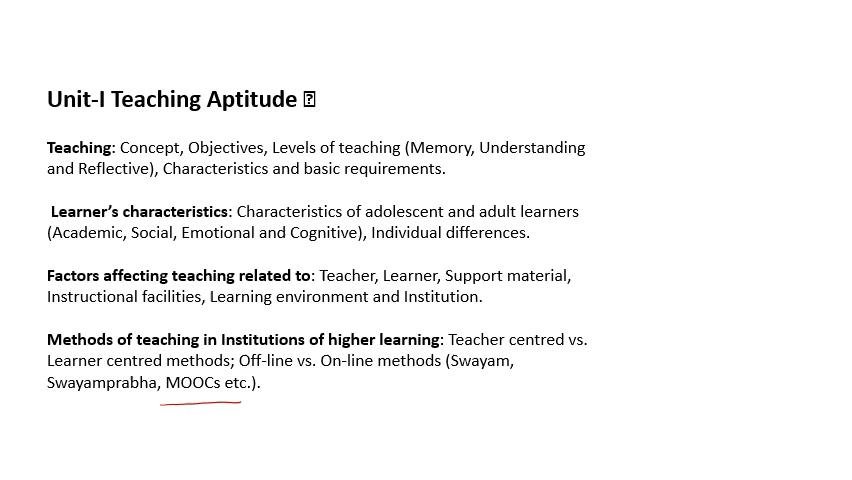 Unit-I Teaching Aptitude
Teaching: Concept, Objectives, Levels of teaching (Memory, Understanding
and Reflective), Characteristics and basic requirements.
Learner’s characteristics: Characteristics of adolescent and adult learners
(Academic, Social, Emotional and Cognitive), Individual differences.
Factors affecting teaching related to: Teacher, Learner, Support material,
Instructional facilities, Learning environment and Institution.
Methods of teaching in Institutions of higher learning: Teacher centred vs.
Learner centred methods; Off-line vs. On-line methods (Swayam,
Swayamprabha, MOOCs etc.).